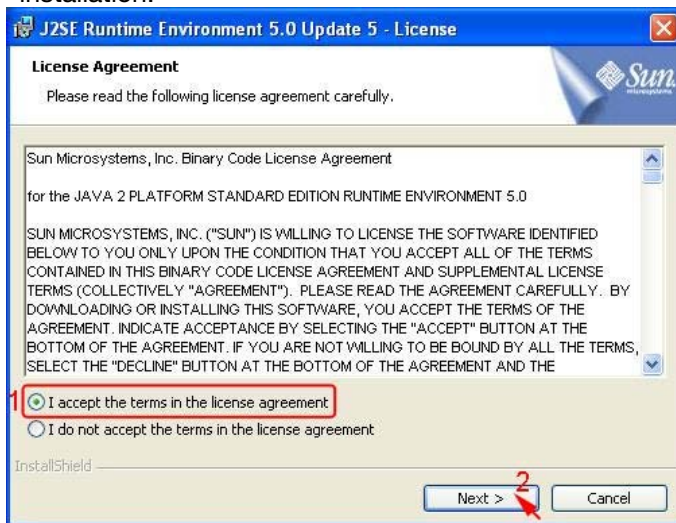 installation.
J2SE Runtime Environment 5.0 Update 5 - License
License Agreement
Please read the following license agreement carefully.
Sun.
microsystems
Sun Microsystems, Inc. Binary Code License Agreement
for the JAVA 2 PLATFORM STANDARD EDITION RUNTIME ENVIRONMENT 5.0
SUN MICROSYSTEMS, INC. ("SUN") IS WILLING TO LICENSE THE SOFTWARE IDENTIFIED
BELOW TO YOU ONLY UPON THE CONDITION THAT YOU ACCEPT ALL OF THE TERMS
CONTAINED IN THIS BINARY CODE LICENSE AGREEMENT AND SUPPLEMENTAL LICENSE
TERMS (COLLECTIVELY "AGREEMENT"). PLEASE READ THE AGREEMENT CAREFULLY. BY
DOWNLOADING OR INSTALLING THIS SOFTWARE, YOU ACCEPT THE TERMS OF THE
AGREEMENT. INDICATE ACCEPTANCE BY SELECTING THE "ACCEPT" BUTTON AT THE
BOTTOM OF THE AGREEMENT. IF YOU ARE NOT WILLING TO BE BOUND BY ALL THE TERMS,
SELECT THE "DECLINE" BUTTON AT THE BOTTOM OF THE AGREEMENT AND THE
1 I accept the terms in the license agreement
I do not accept the terms in the license agreement
InstallShield
2
Next > Cancel